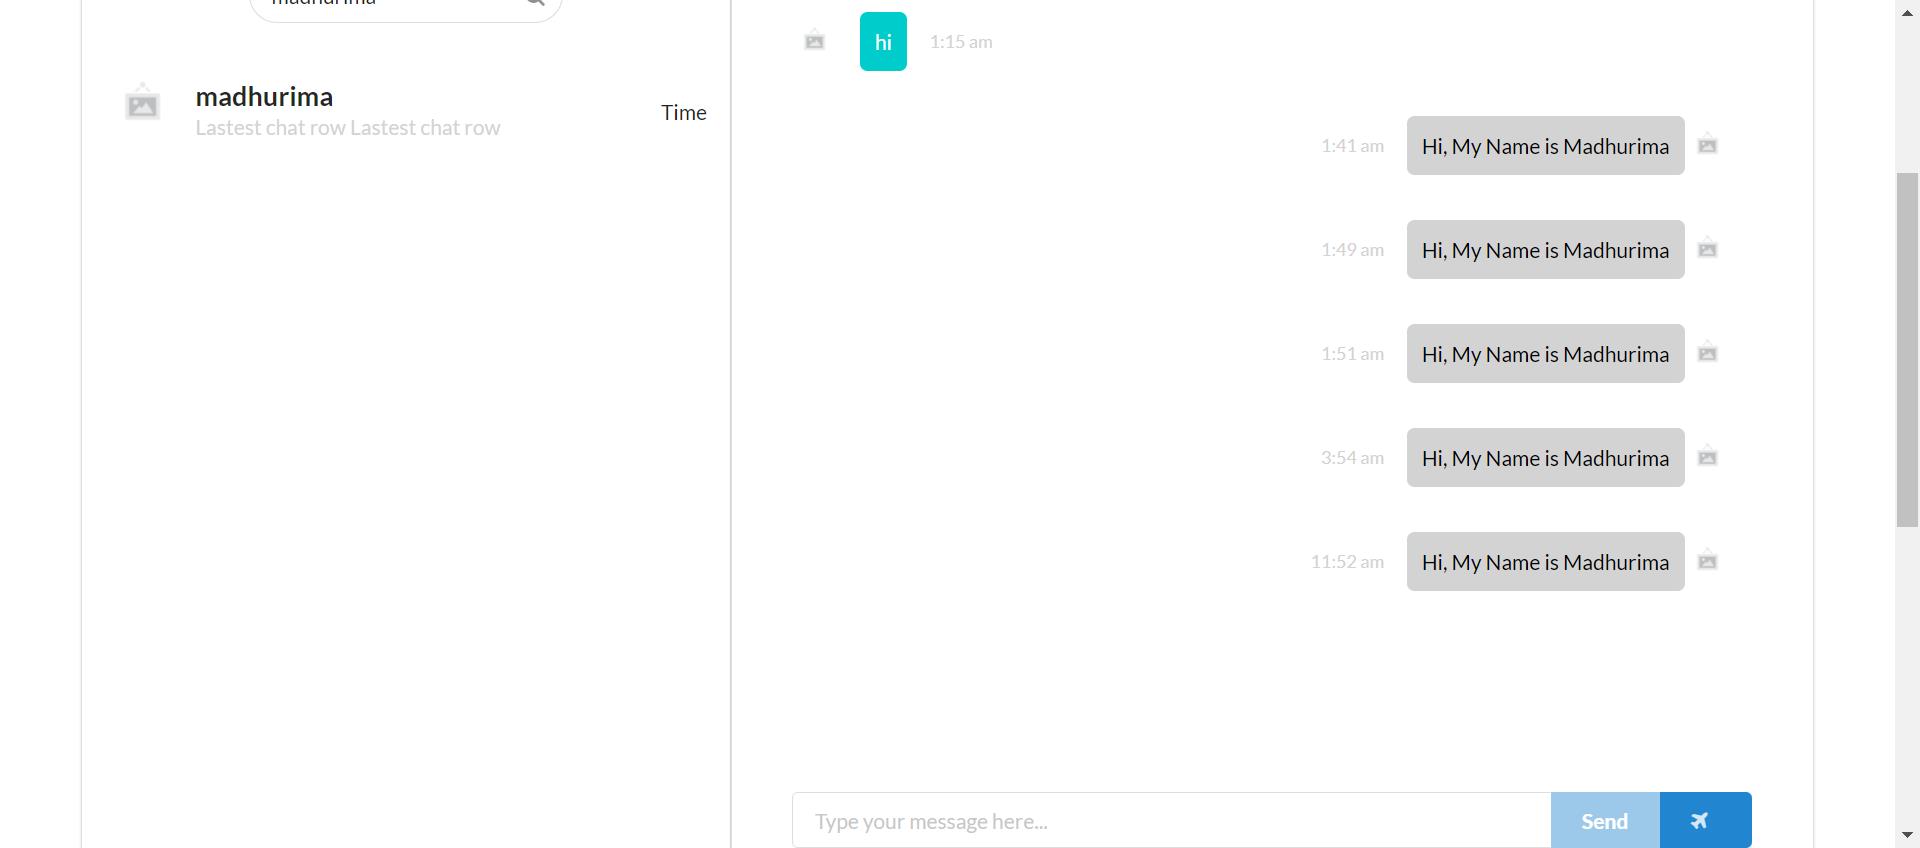 madhurima
madhurima
Lastest chat row Lastest chat row
Time
hi
1:15 am
1:41 am
Hi, My Name is Madhurima
1:49 am
Hi, My Name is Madhurima
1:51 am
Hi, My Name is Madhurima
3:54 am
Hi, My Name is Madhurima
11:52 am
Hi, My Name is Madhurima
Type your message here...
Send